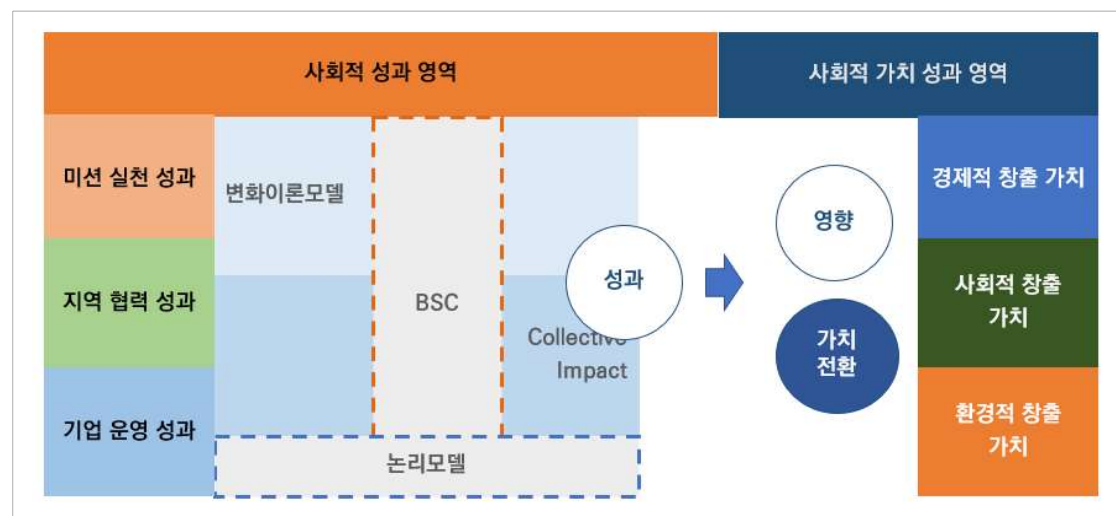 사회적 성과 영역
사회적 가치 성과 영역
미션 실천 성과
지역 협력 성과
기업 운영 성과
변화이론모델
BSC
Collective
Impact
논리모델
성과
영향
가치
전환
경제적 창출 가치
사회적 창출
가치
환경적 창출
가치